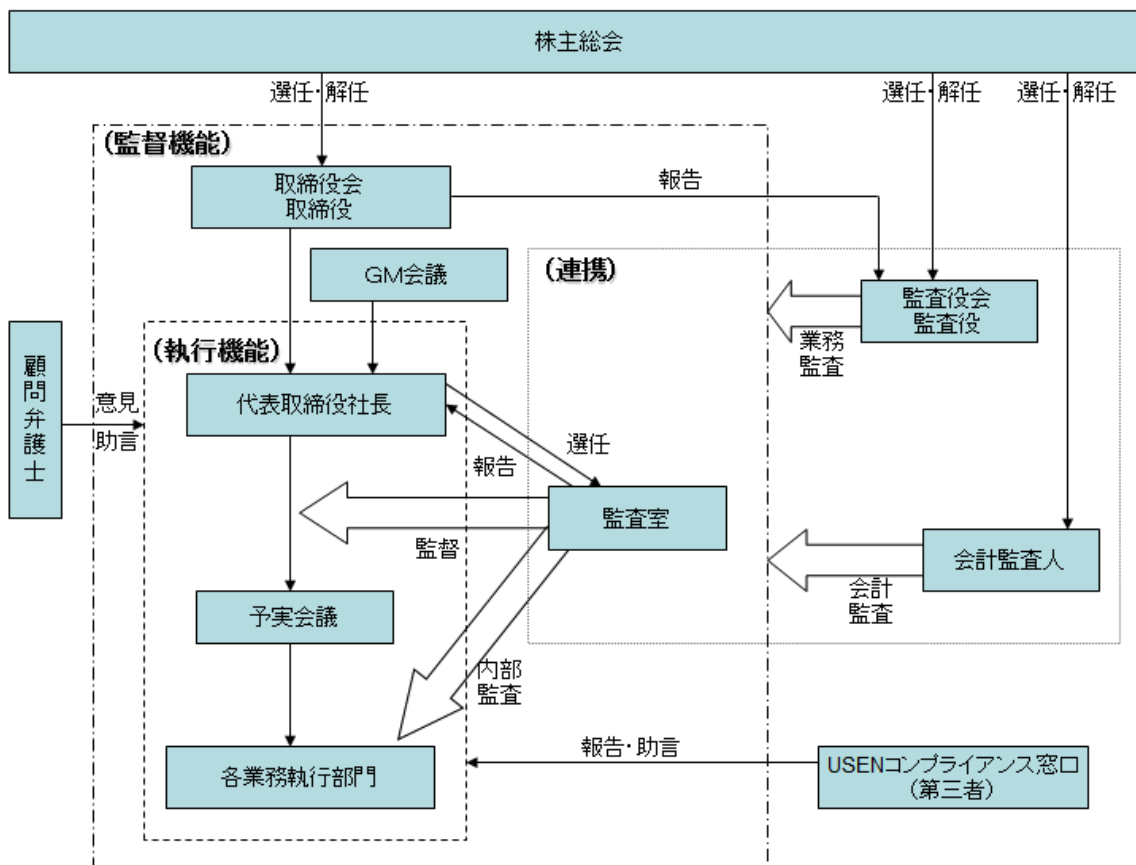 株主総会
選任・解任
選任・解任
選任・解任
(監督機能)
取締役会
取締役
報告
GM会議
(連携)
監査役会
監査役
業務
監査
(執行機能)
顧問弁護士
意見
助言
代表取締役社長
選任
報告
監査室
監督
会計監査人
会計
監査
予実会議
内部
監査
報告・助言
各業務執行部門
USENコンプライアンス窓口
(第三者)